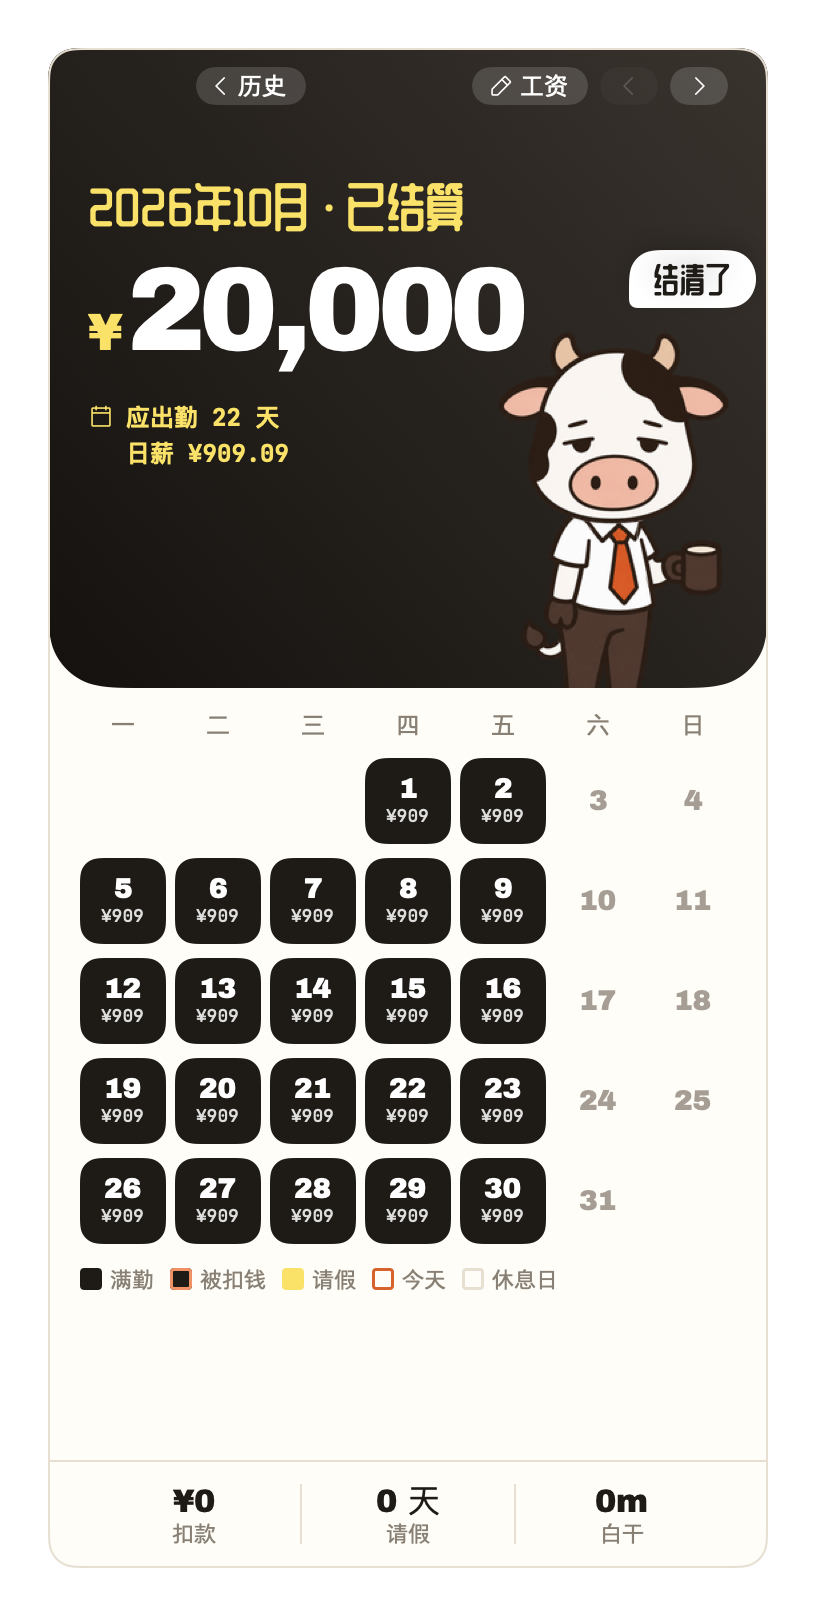 历史 工资
2026年10月 · 已结算
结清了
¥20,000
应出勤 22 天
日薪 ¥909.09
一 二 三 四 五 六 日
1 2 3 4
¥909 ¥909
5 6 7 8 9 10 11
¥909 ¥909 ¥909 ¥909 ¥909
12 13 14 15 16 17 18
¥909 ¥909 ¥909 ¥909 ¥909
19 20 21 22 23 24 25
¥909 ¥909 ¥909 ¥909 ¥909
26 27 28 29 30 31
¥909 ¥909 ¥909 ¥909 ¥909
满勤 被扣钱 请假 今天 休息日
¥0 0 天 0m
扣款 请假 白干